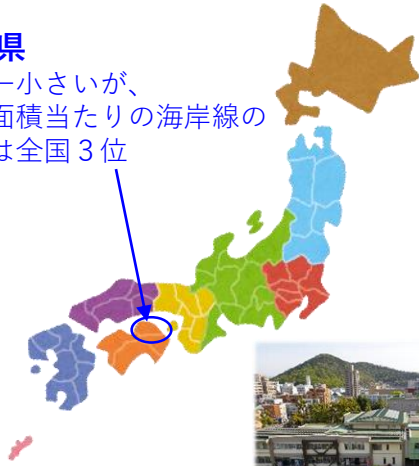 県
一小さいが、
面積当たりの海岸線の
は全国３位